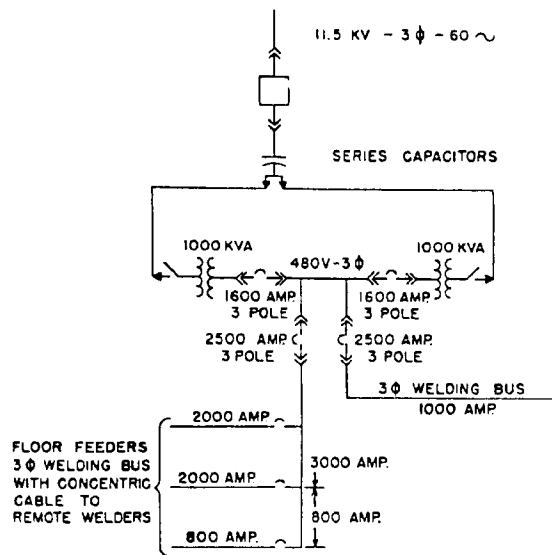 11.5 KV - 3 ϕ - 60 ~
SERIES CAPACITORS
1000 KVA
480V-3ϕ
1000 KVA
1600 AMP.
3 POLE
1600 AMP
3 POLE
2500 AMP.
3 POLE
2500 AMP.
3 POLE
3ϕ WELDING BUS
1000 AMP.
2000 AMP.
FLOOR FEEDERS
3 ϕ WELDING BUS
WITH CONCENTRIC
CABLE TO
REMOTE WELDERS
2000 AMP.
3000 AMP.
800 AMP.
800 AMP.